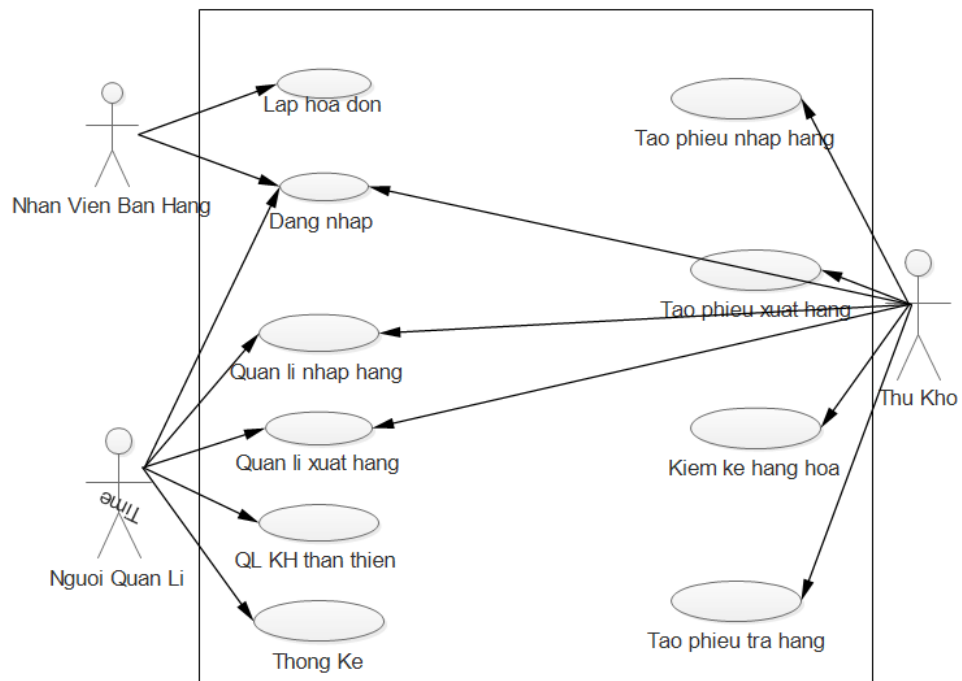 Lap hoa don
Tao phieu nhap hang
Nhan Vien Ban Hang
Dang nhap
Tao phieu xuat hang
Quan li nhap hang
Thu Kho
Quan li xuat hang
Kiem ke hang hoa
Time
QL KH than thien
Nguoi Quan Li
Tao phieu tra hang
Thong Ke